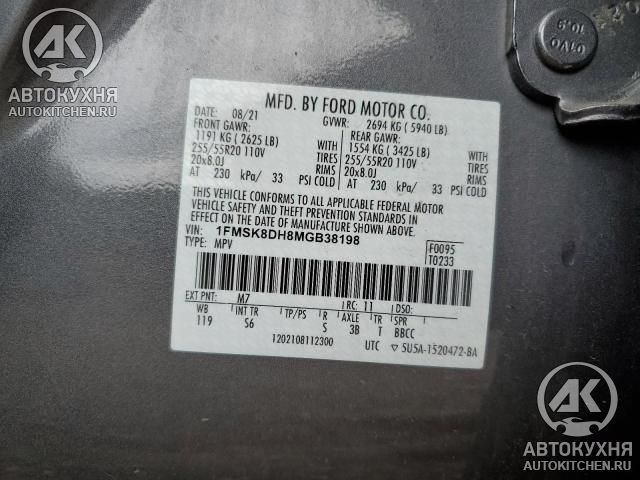 AK
АВТОКУХНЯ
AUTOKITCHEN.RU
O.1VO
10.9
MFD. BY FORD MOTOR CO.
DATE: 08/21 GVWR: 2694 KG ( 5940 LB)
FRONT GAWR: REAR GAWR:
1191 KG ( 2625 LB) WITH 1554 KG ( 3425 LB) WITH
255/55R20 110V TIRES 255/55R20 110V TIRES
20x8.0J RIMS 20x8.0J RIMS
AT 230 kPa/ 33 PSI COLD AT 230 kPa/ 33 PSI COLD
THIS VEHICLE CONFORMS TO ALL APPLICABLE FEDERAL MOTOR
VEHICLE SAFETY AND THEFT PREVENTION STANDARDS IN
EFFECT ON THE DATE OF MANUFACTURE SHOWN ABOVE.
VIN: 1FMSK8DH8MGB38198
TYPE: MPV
F0095
T0233
EXT PNT: M7 RC: 11 DSO:
WB INT TR TP/PS R AXLE TR SPR
119 S6 S 3B T BBCC
1202108112300 UTC ▽ 5U5A-1520472-BA
AK
АВТОКУХНЯ
AUTOKITCHEN.RU